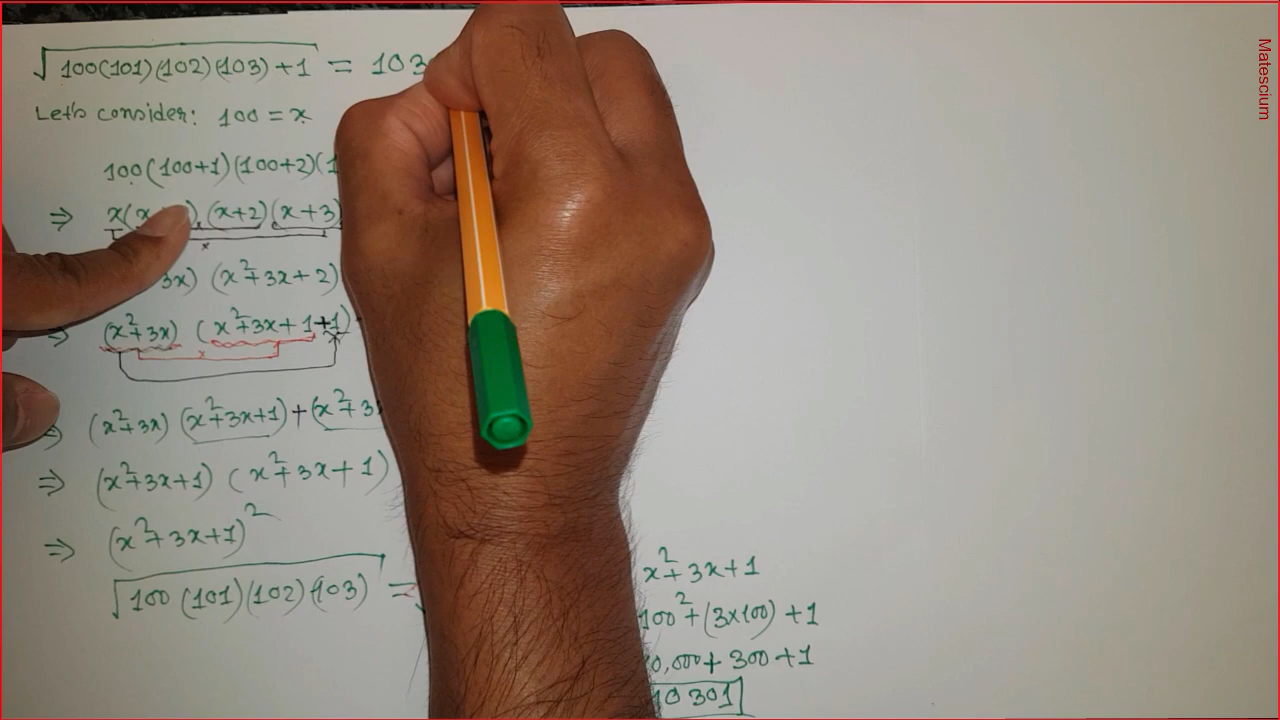 √100(101)(102)(103) + 1 = 103
Let's consider: 100 = x
100(100+1)(100+2)(1
⇒ x(x (x+2)(x+3)
3x) (x²+3x+2)
⇒ (x²+3x) (x²+3x+1+1)
⇒ (x²+3x) (x²+3x+1)+(x²+3
⇒ (x²+3x+1) (x²+3x+1)
⇒ (x²+3x+1)²
√100(101)(102)(103) =
x²+3x+1
100²+(3×100)+1
10,000+300+1
10301
Matescium